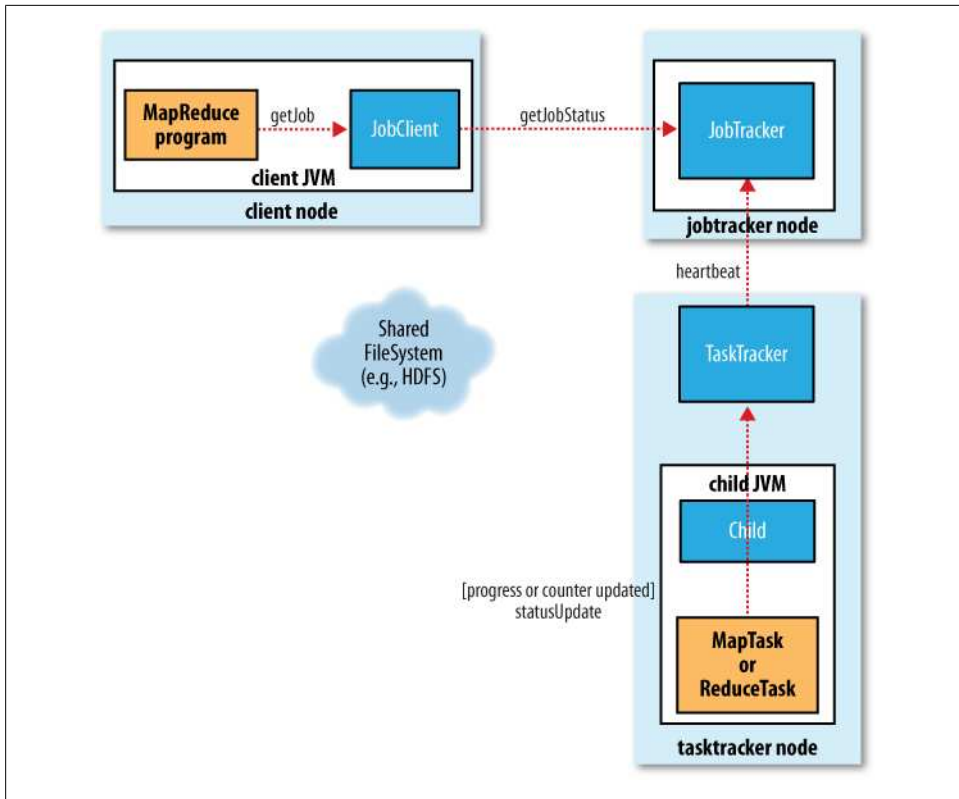 MapReduce
program
getJob
JobClient
client JVM
client node
getJobStatus
JobTracker
jobtracker node
heartbeat
Shared
FileSystem
(e.g., HDFS)
TaskTracker
child JVM
Child
[progress or counter updated]
statusUpdate
MapTask
or
ReduceTask
tasktracker node